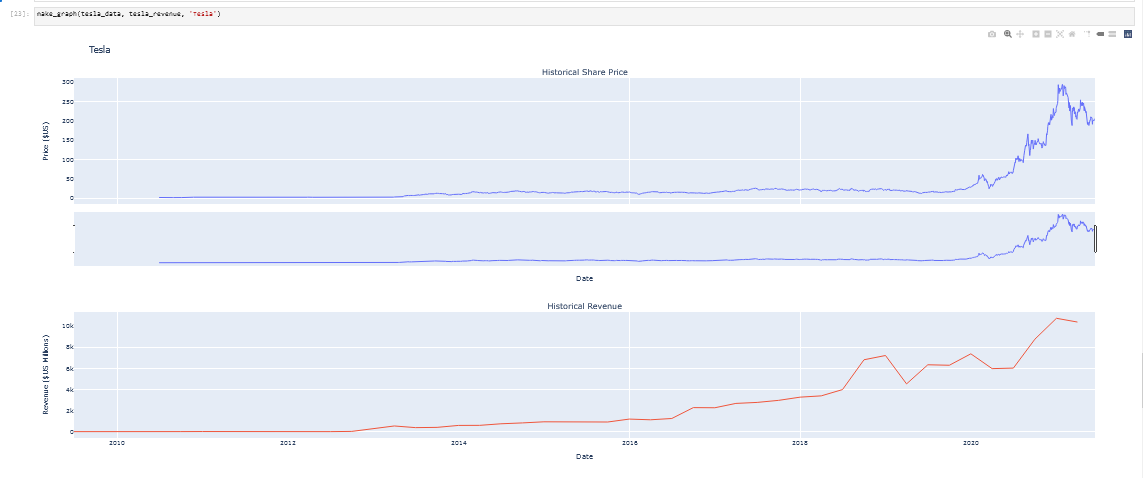 [23]: make_graph(tesla_data, tesla_revenue, 'Tesla')
Tesla
Historical Share Price
300
250
200
150
100
50
0
Price ($US)
Date
Historical Revenue
10k
8k
6k
4k
2k
0
Revenue ($US Millions)
2010 2012 2014 2016 2018 2020
Date